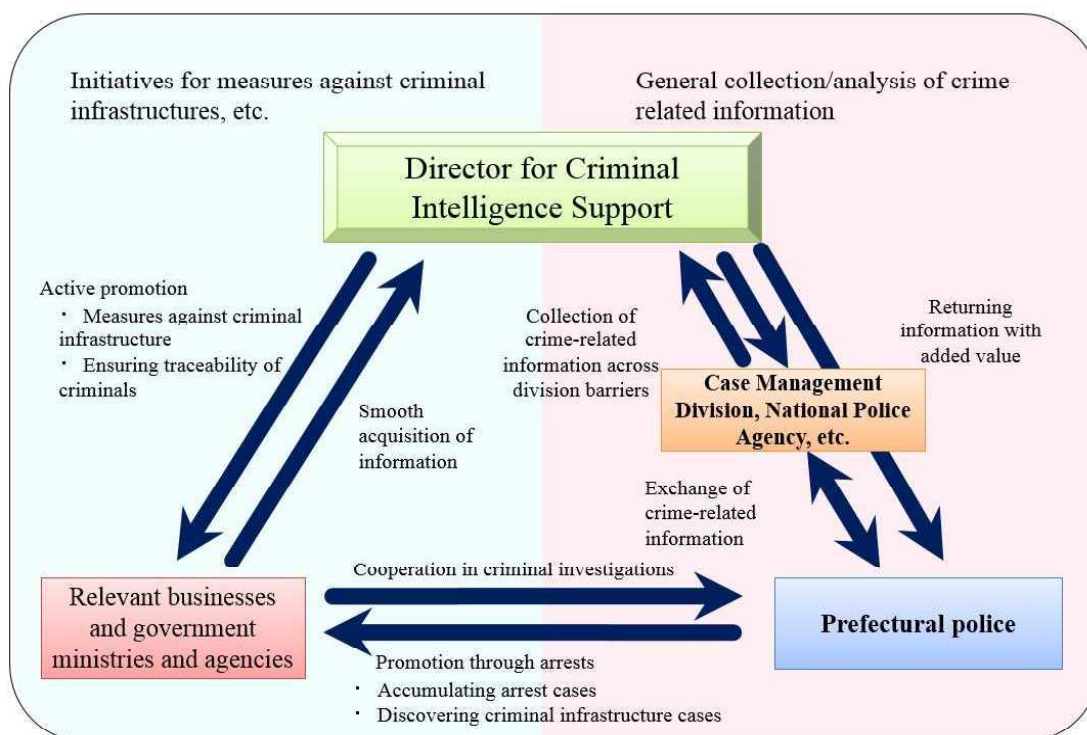 Initiatives for measures against criminal
infrastructures, etc.
General collection/analysis of crime
related information
Director for Criminal
Intelligence Support
Active promotion
・ Measures against criminal
infrastructure
・ Ensuring traceability of
criminals
Smooth
acquisition of
information
Collection of
crime-related
information across
division barriers
Returning
information with
added value
Case Management
Division, National Police
Agency, etc.
Exchange of
crime-related
information
Relevant businesses
and government
ministries and agencies
Cooperation in criminal investigations
Prefectural police
Promotion through arrests
・ Accumulating arrest cases
・ Discovering criminal infrastructure cases